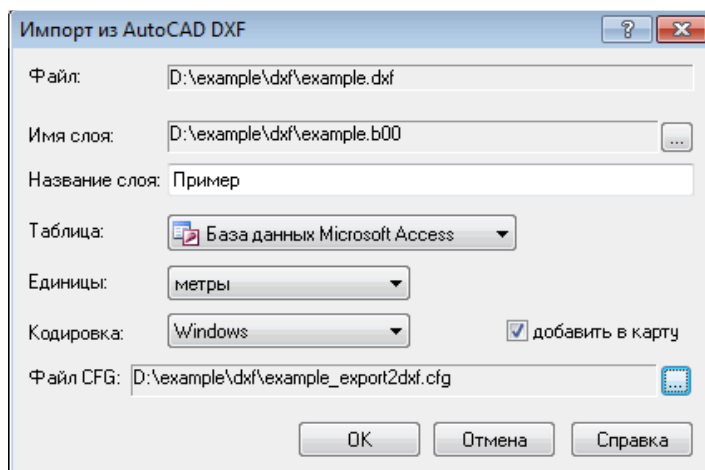 Импорт из AutoCAD DXF
Файл: D:\example\dxf\example.dxf
Имя слоя: D:\example\dxf\example.b00 ...
Название слоя: Пример
Таблица: База данных Microsoft Access
Единицы: метры
Кодировка: Windows добавить в карту
Файл CFG: D:\example\dxf\example_export2dxf.cfg ...
OK Отмена Справка